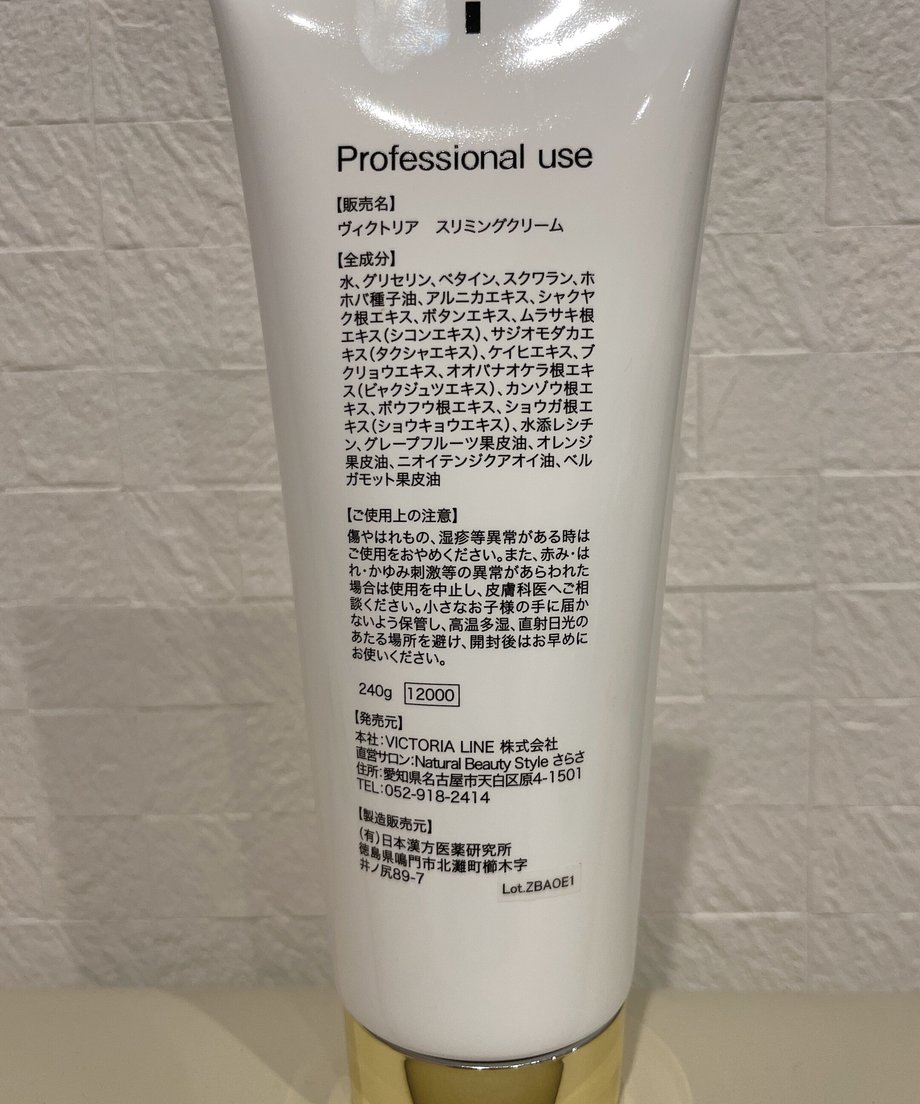 Professional use
【販売名】
ヴィクトリア　スリミングクリーム
【全成分】
水、グリセリン、ベタイン、スクワラン、ホ
ホバ種子油、アルニカエキス、シャクヤ
ク根エキス、ボタンエキス、ムラサキ根
エキス(シコンエキス)、サジオモダカエ
キス(タクシャエキス)、ケイヒエキス、ブ
クリョウエキス、オオバナオケラ根エキ
ス(ビャクジュツエキス)、カンゾウ根エ
キス、ボウフウ根エキス、ショウガ根エ
キス(ショウキョウエキス)、水添レシチ
ン、グレープフルーツ果皮油、オレンジ
果皮油、ニオイテンジクアオイ油、ベル
ガモット果皮油
【ご使用上の注意】
傷やはれもの、湿疹等異常がある時は
ご使用をおやめください。また、赤み・は
れ・かゆみ刺激等の異常があらわれた
場合は使用を中止し、皮膚科医へご相
談ください。小さなお子様の手に届か
ないよう保管し、高温多湿、直射日光の
あたる場所を避け、開封後はお早めに
お使いください。
240g 12000
【発売元】
本社:VICTORIA LINE 株式会社
直営サロン:Natural Beauty Style さらさ
住所:愛知県名古屋市天白区原4-1501
TEL:052-918-2414
【製造販売元】
(有)日本漢方医薬研究所
徳島県鳴門市北灘町櫛木字
井ノ尻89-7
Lot.ZBAOE1